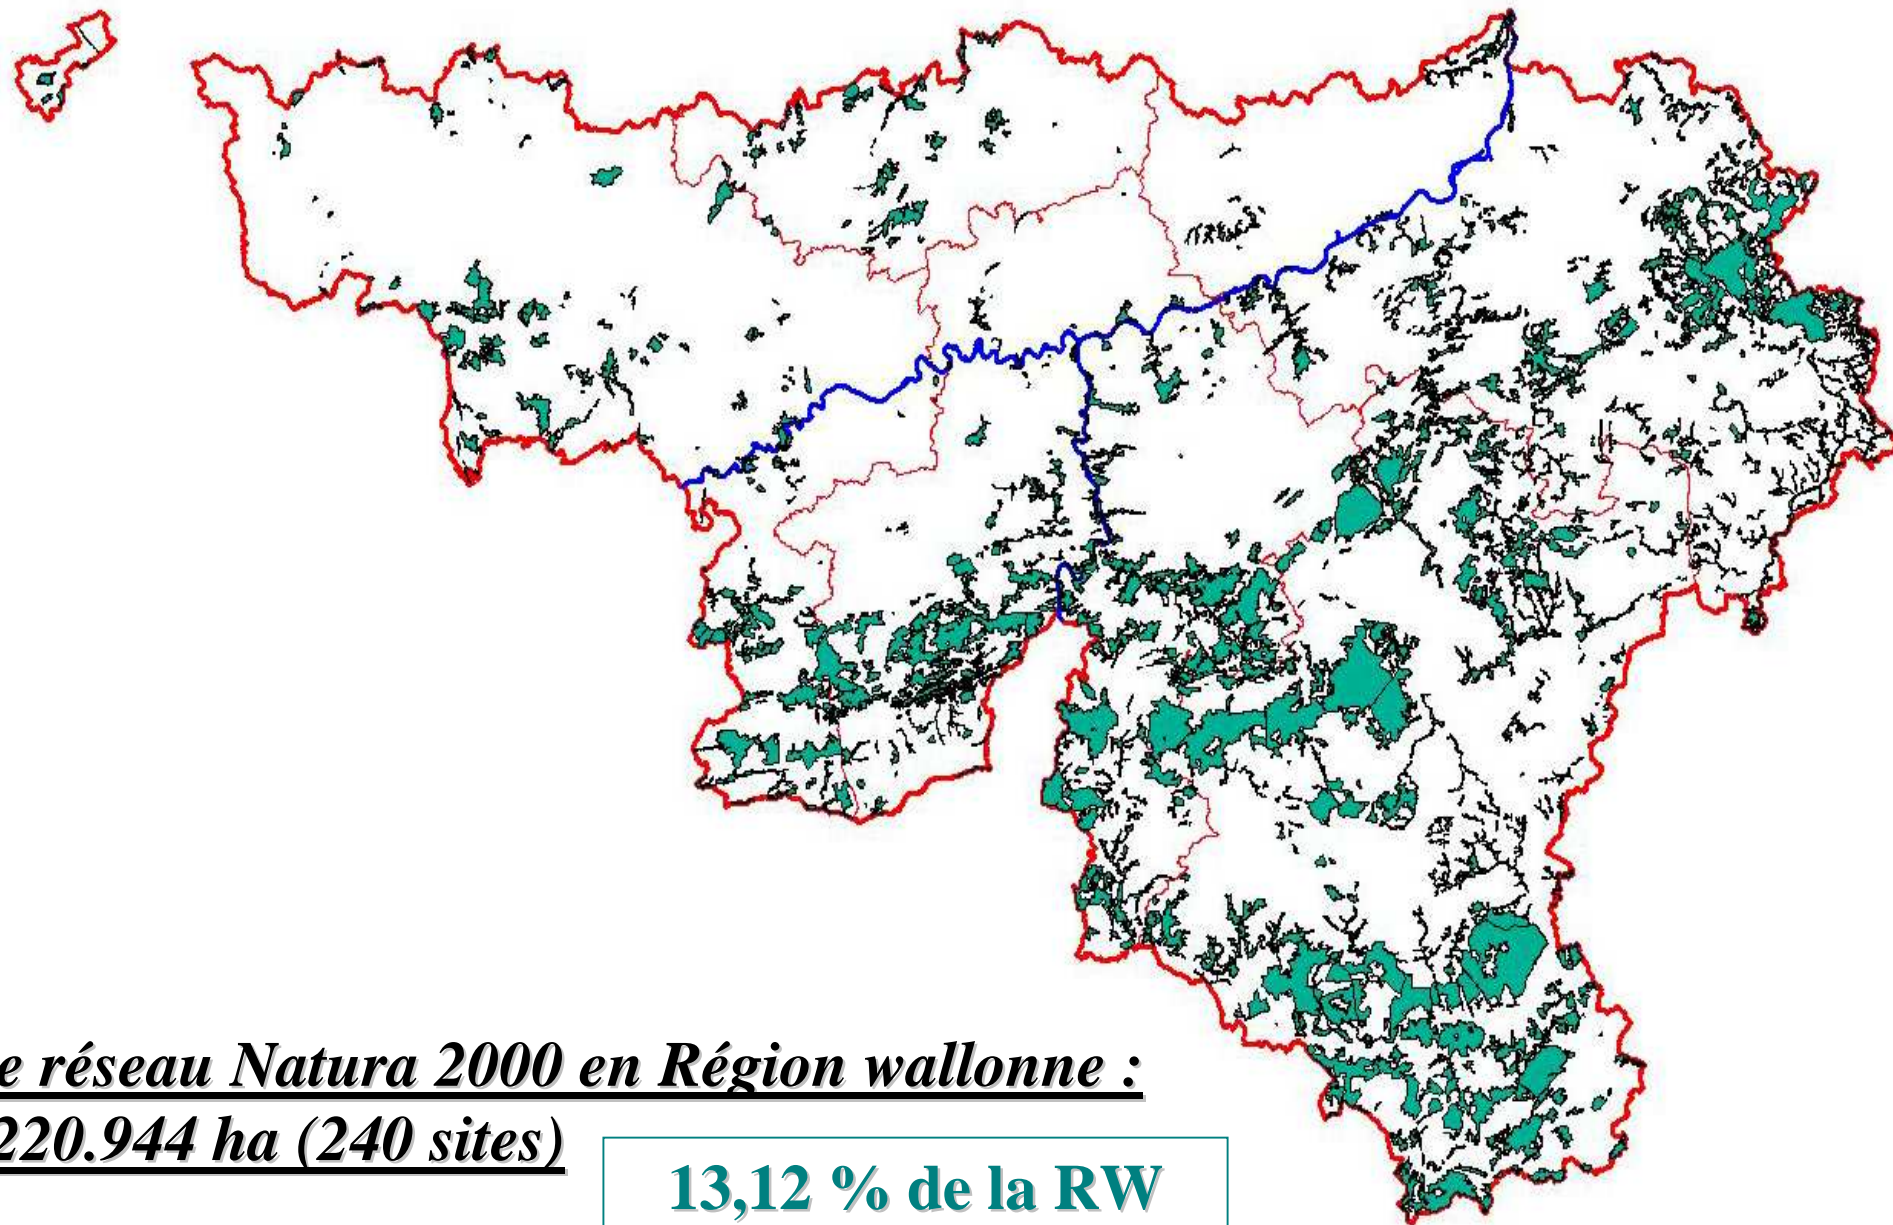 e réseau Natura 2000 en Région wallonne :
220.944 ha (240 sites)
13,12 % de la RW